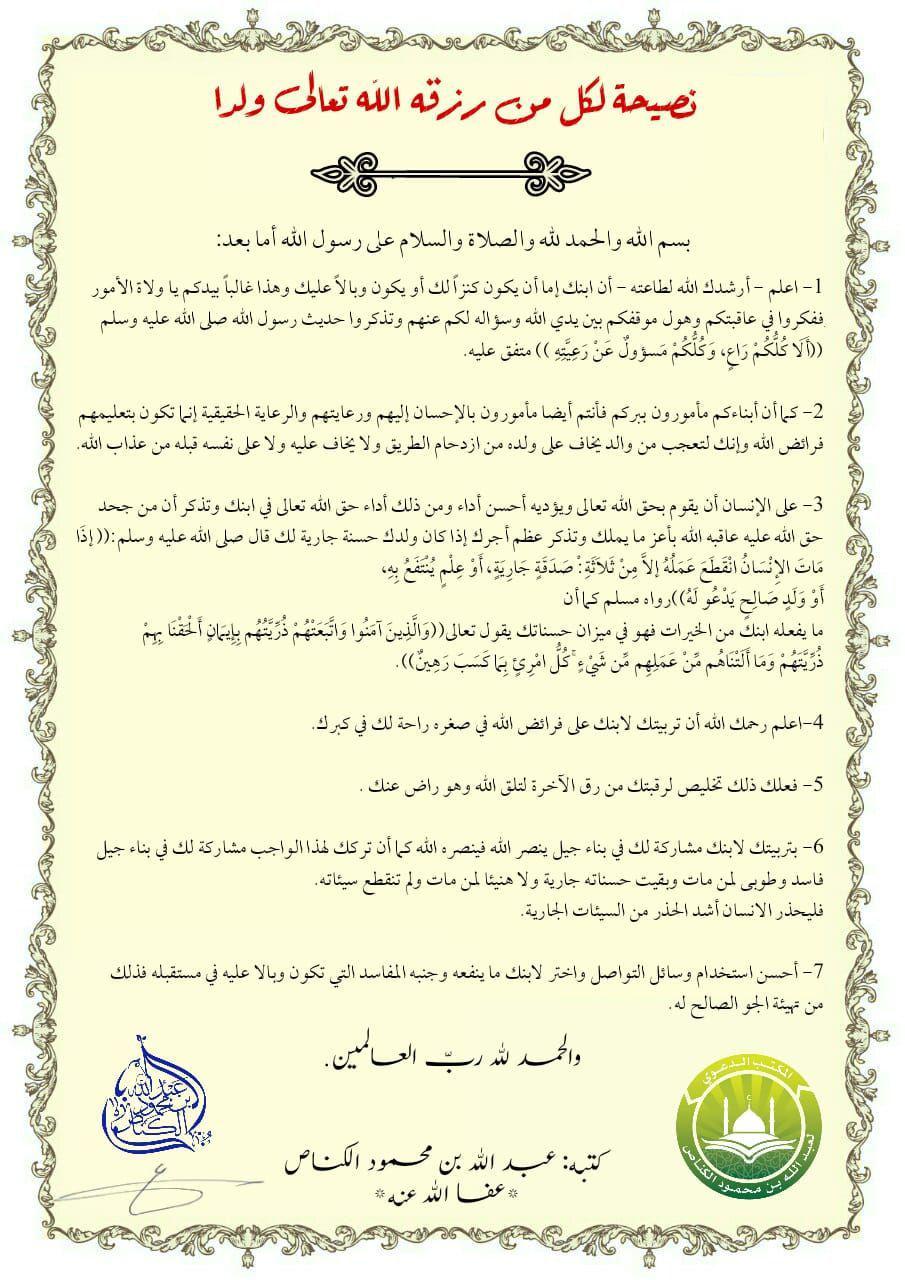 نصيحة لكل من رزقه الله تعالى ولدا
بسم الله والحمد لله والصلاة والسلام على رسول الله أما بعد:
1- اعلم - أرشدك الله لطاعته - أن ابنك إما أن يكون كنزاً لك أو يكون وبالاً عليك وهذا غالباً بيدكم يا ولاة الأمور
ففكروا في عاقبتكم وهول موقفكم بين يدي الله وسؤاله لكم عنهم وتذكروا حديث رسول الله صلى الله عليه وسلم
((أَلَا كُلُّكُمْ رَاعٍ، وَكُلُّكُمْ مَسؤولٌ عَنْ رَعِيَّتِهِ )) متفق عليه.
2- كما أن أبناءكم مأمورون ببركم فأنتم أيضا مأمورون بالإحسان إليهم ورعايتهم والرعاية الحقيقية إنما تكون بتعليمهم
فرائض الله وإنك لتعجب من والد يخاف على ولده من ازدحام الطريق ولا يخاف عليه ولا على نفسه قبله من عذاب الله.
3- على الإنسان أن يقوم بحق الله تعالى ويؤديه أحسن أداء ومن ذلك أداء حق الله تعالى في ابنك وتذكر أن من جحد
حق الله عليه عاقبه الله بأعز ما يملك وتذكر عظم أجرك إذا كان ولدك حسنة جارية لك قال صلى الله عليه وسلم:(( إِذَا
مَاتَ الإِنْسَانُ انْقَطَعَ عَمَلُهُ إِلاَّ مِنْ ثَلاَثَةٍ: صَدَقَةٍ جَارِيَةٍ، أَوْ عِلْمٍ يُنْتَفَعُ بِهِ،
أَوْ وَلَدٍ صَالِحٍ يَدْعُو لَهُ))رواه مسلم كما أن
ما يفعله ابنك من الخيرات فهو في ميزان حسناتك يقول تعالى((وَالَّذِينَ آمَنُوا وَاتَّبَعَتْهُمْ ذُرِّيَّتُهُم بِإِيمَانٍ أَلْحَقْنَا بِهِمْ
ذُرِّيَّتَهُمْ وَمَا أَلَتْنَاهُم مِّنْ عَمَلِهِم مِّن شَيْءٍ ۚ كُلُّ امْرِئٍ بِمَا كَسَبَ رَهِينٌ)).
4-اعلم رحمك الله أن تربيتك لابنك على فرائض الله في صغره راحة لك في كبرك.
5- فعلك ذلك تخليص لرقبتك من رق الآخرة لتلق الله وهو راض عنك .
6- بتربيتك لابنك مشاركة لك في بناء جيل ينصر الله فينصره الله كما أن تركك لهذا الواجب مشاركة لك في بناء جيل
فاسد وطوبى لمن مات وبقيت حسناته جارية ولا هنيئا لمن مات ولم تنقطع سيئاته.
فليحذر الانسان أشد الحذر من السيئات الجارية.
7- أحسن استخدام وسائل التواصل واختر لابنك ما ينفعه وجنبه المفاسد التي تكون وبالا عليه في مستقبله فذلك
من تهيئة الجو الصالح له.
والحمد لله ربّ العالمين.
عبد الله
بن محمود
الكناص
المكتب الدعوي
لعبد الله بن محمود الكناص
كتبه: عبد الله بن محمود الكناص
*عفا الله عنه*